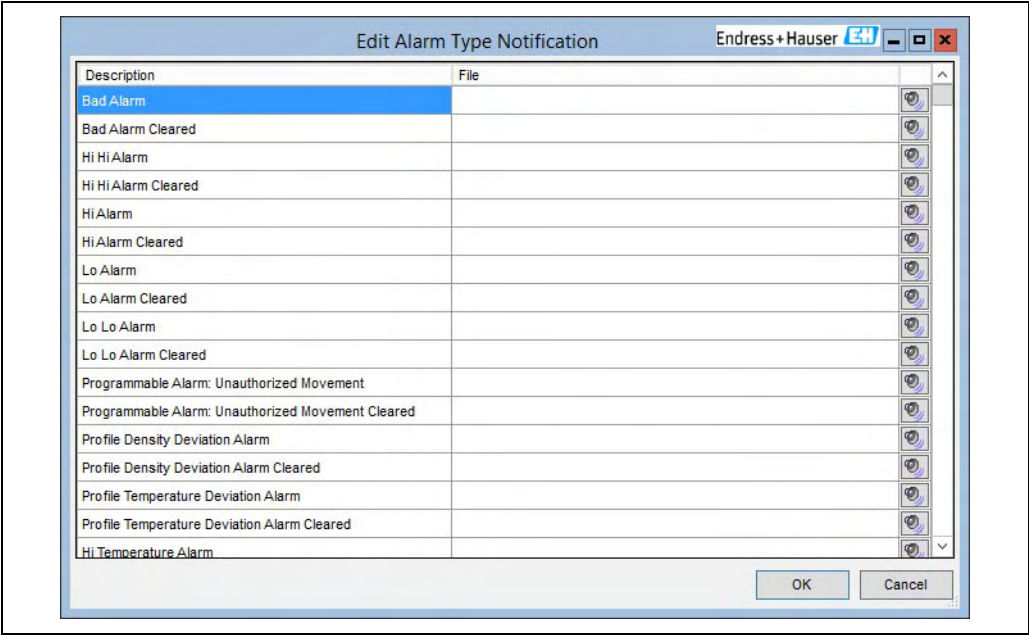 Edit Alarm Type Notification
Endress+Hauser EH
Description File
Bad Alarm
Bad Alarm Cleared
Hi Hi Alarm
Hi Hi Alarm Cleared
Hi Alarm
Hi Alarm Cleared
Lo Alarm
Lo Alarm Cleared
Lo Lo Alarm
Lo Lo Alarm Cleared
Programmable Alarm: Unauthorized Movement
Programmable Alarm: Unauthorized Movement Cleared
Profile Density Deviation Alarm
Profile Density Deviation Alarm Cleared
Profile Temperature Deviation Alarm
Profile Temperature Deviation Alarm Cleared
Hi Temperature Alarm
OK Cancel